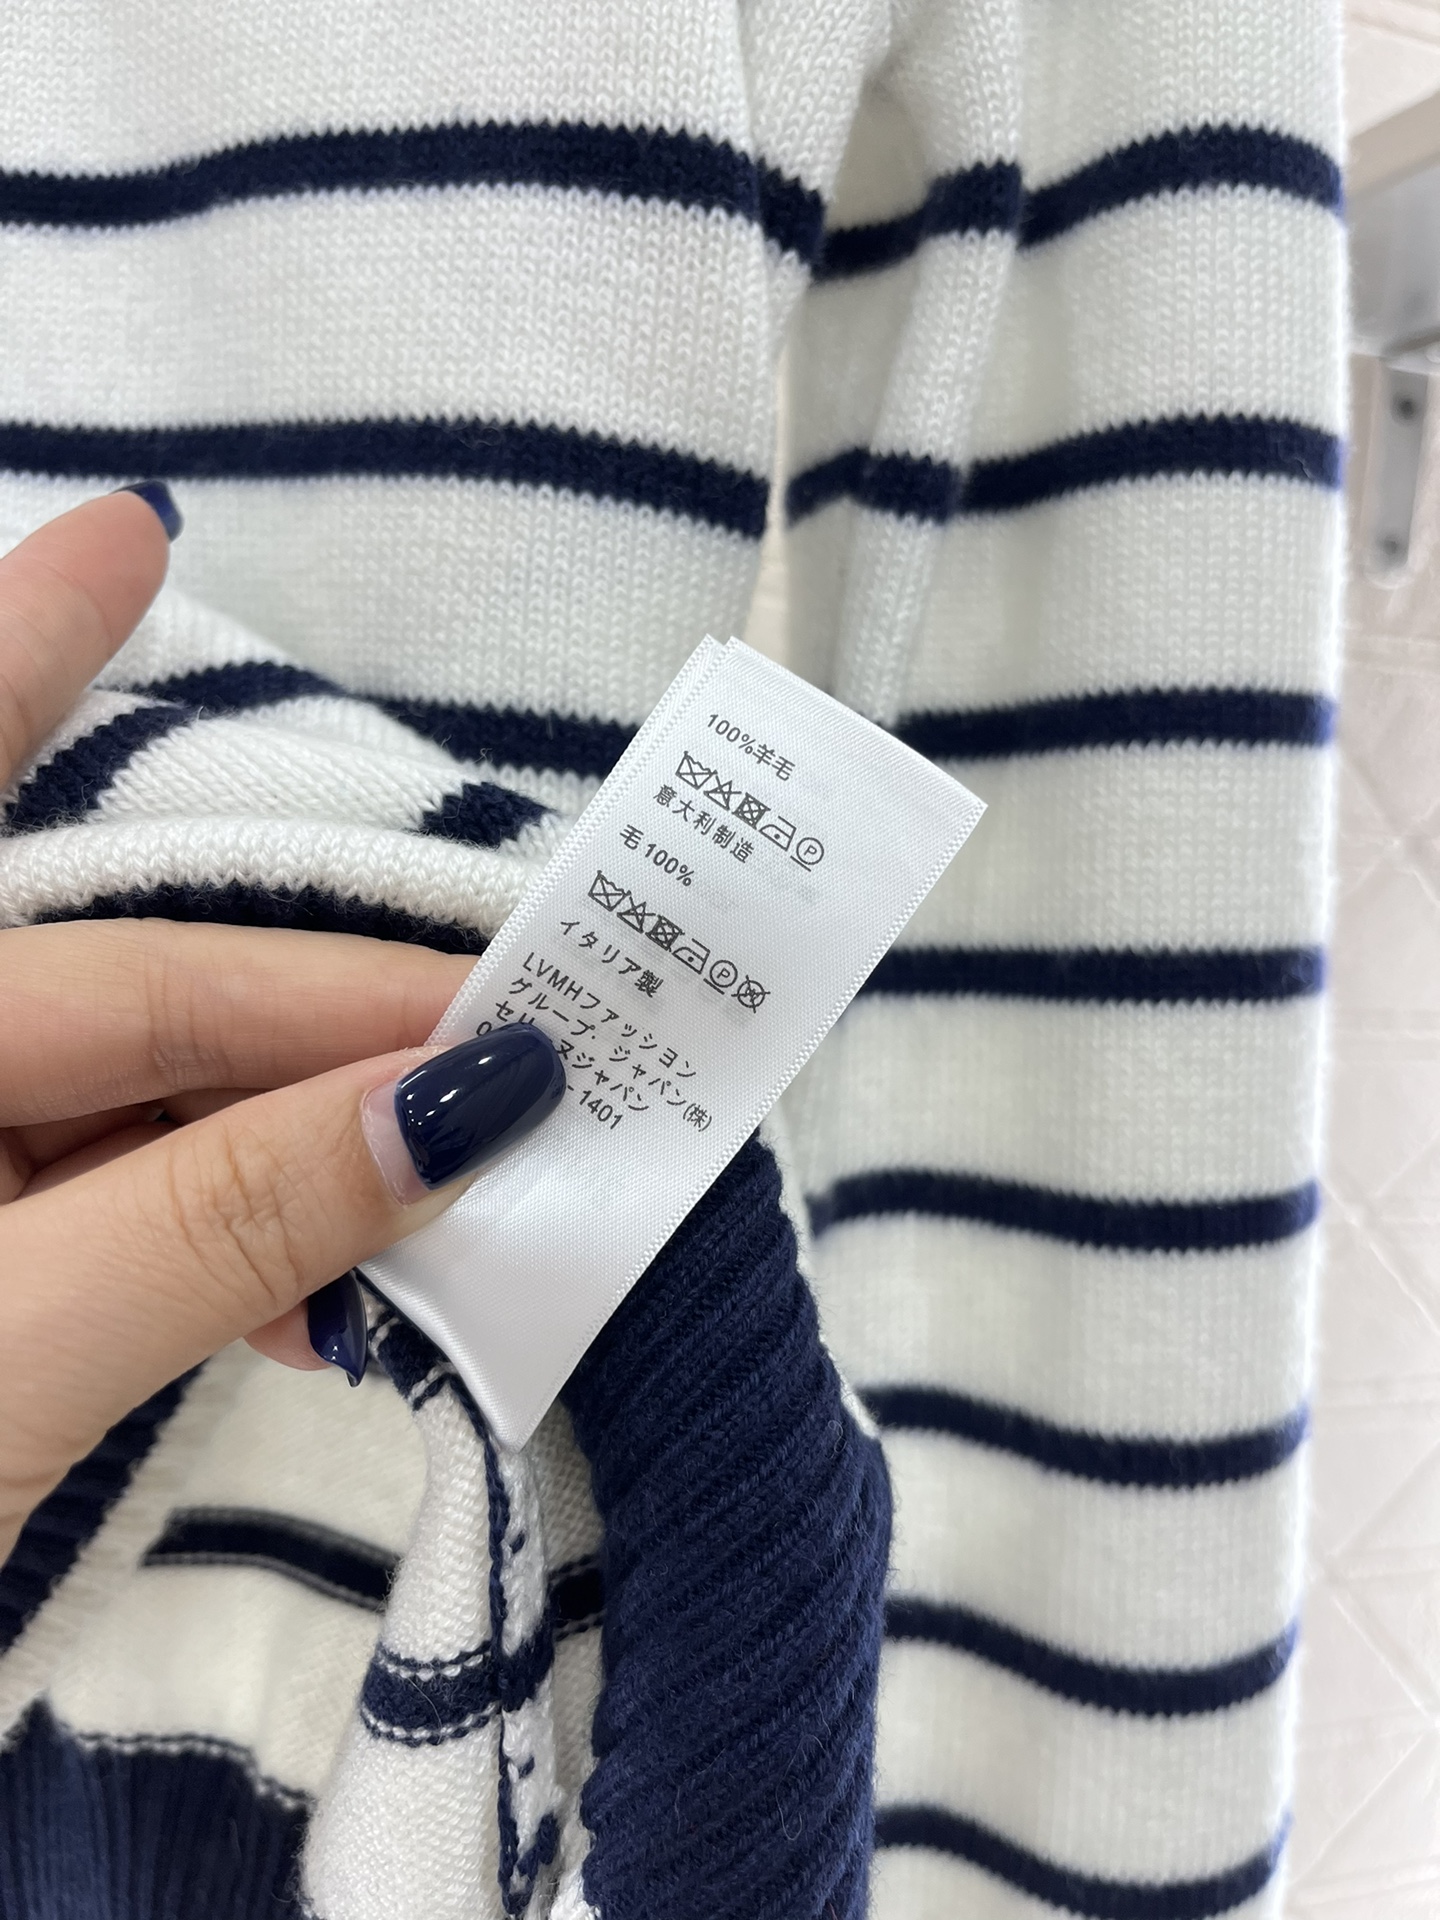 100%羊毛
P
意大利制造
毛 100%
P W
イタリア製
LVMHファッション
グループ．ジャパン(株)
ヌジャパン
- 1401